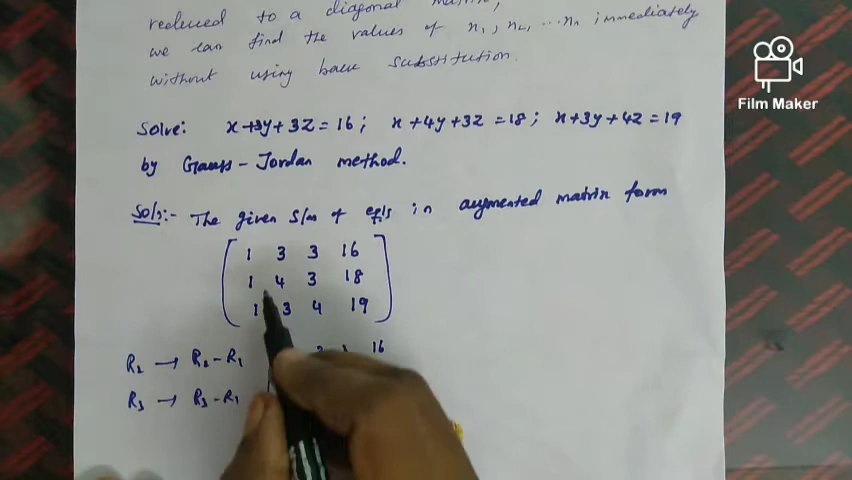 reduced to a diagonal matrix,
we can find the values of x₁, x₂, ...xₙ immediately
without using back substitution.
Film Maker
Solve: x+3y+3z=16; x+4y+3z=18; x+3y+4z=19
by Gauss-Jordan method.
Sols:- The given S/m of eq/s in augmented matrix form
1 3 3 16
1 4 3 18
1 3 4 19
R₂ → R₂-R₁ 16
R₃ → R₃-R₁